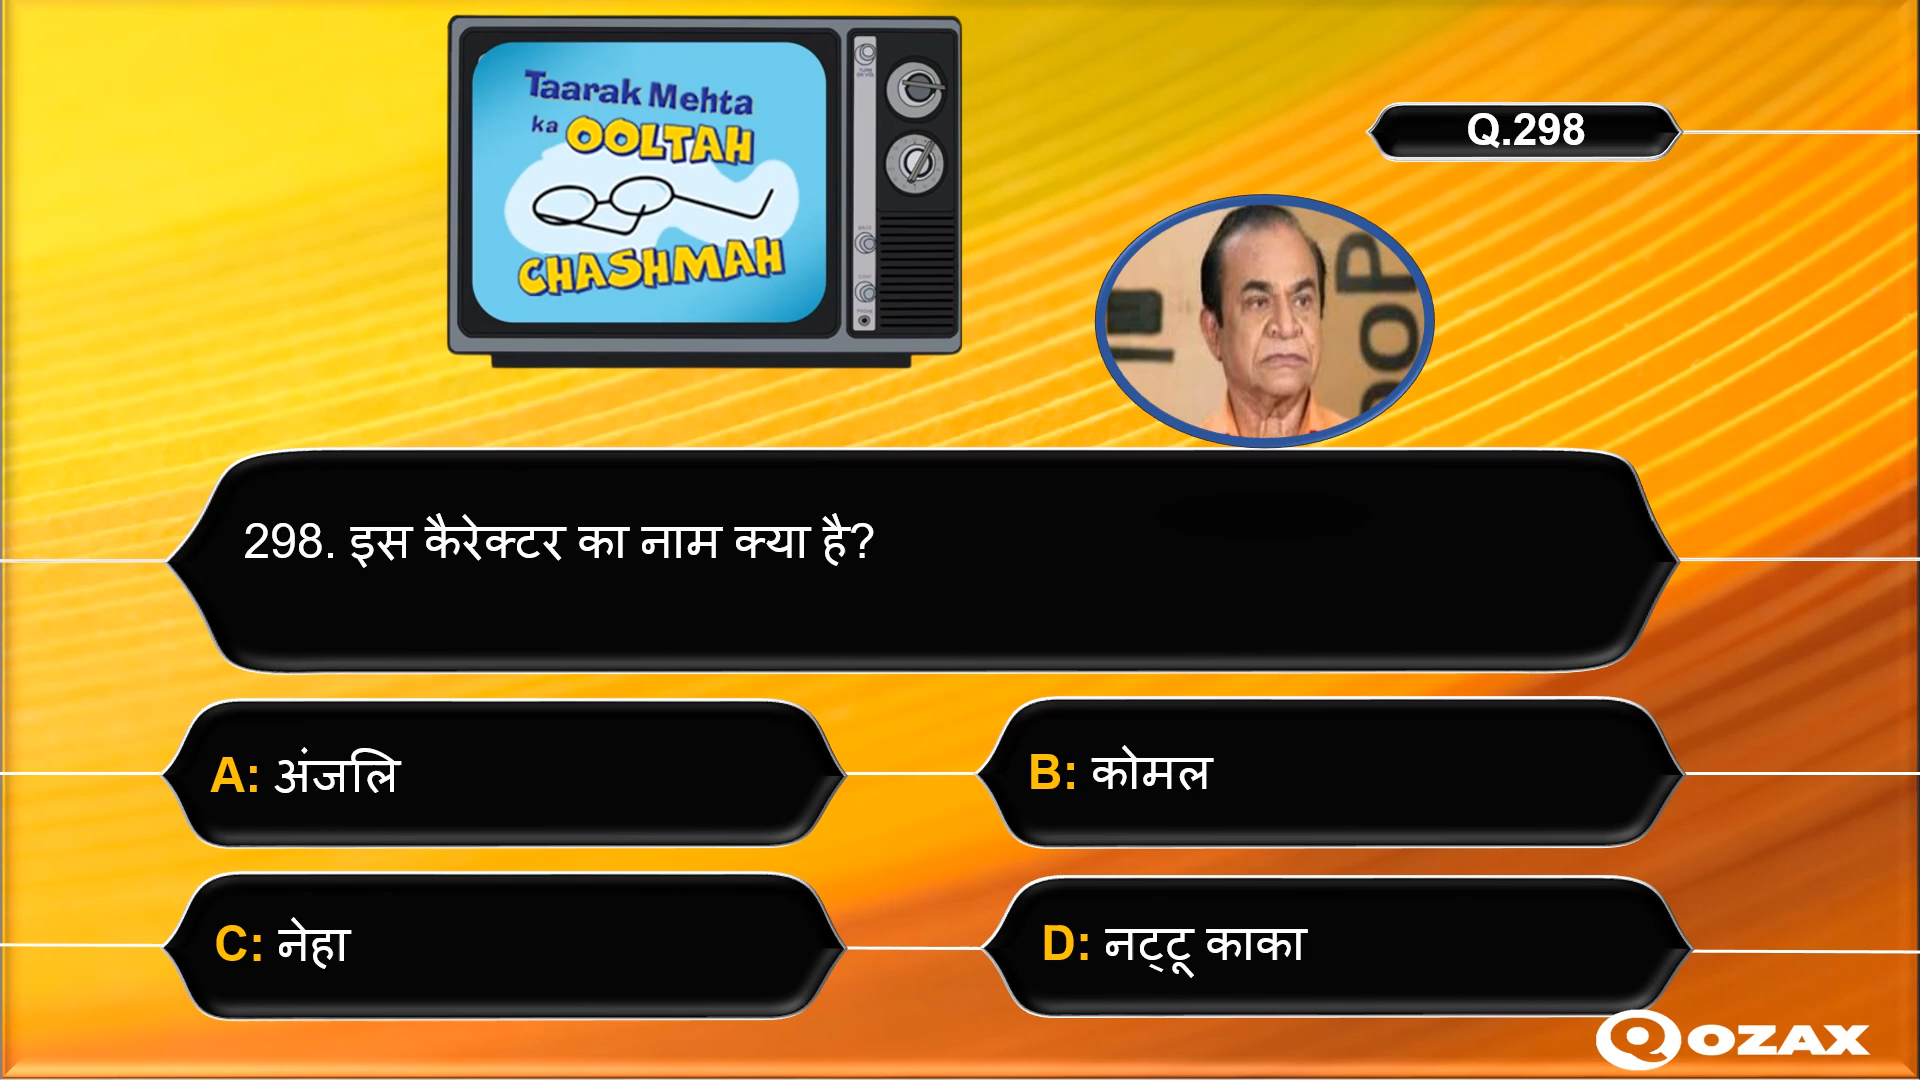 Taarak Mehta
ka OOLTAH
CHASHMAH
Q.298
298. इस कैरेक्टर का नाम क्या है?
A: अंजलि
B: कोमल
C: नेहा
D: नट्टू काका
QOZAX